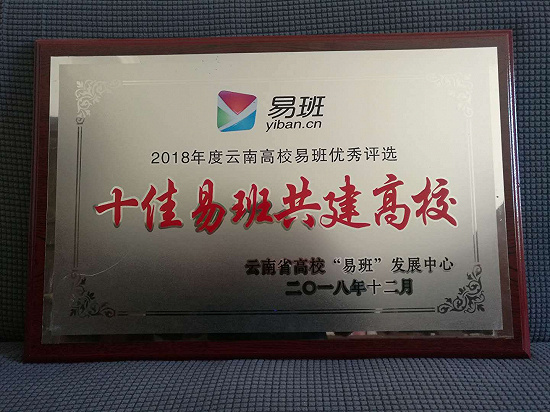 易班
yiban.cn
2018年度云南高校易班优秀评选
十佳易班共建高校
云南省高校“易班”发展中心
二〇一八年十二月